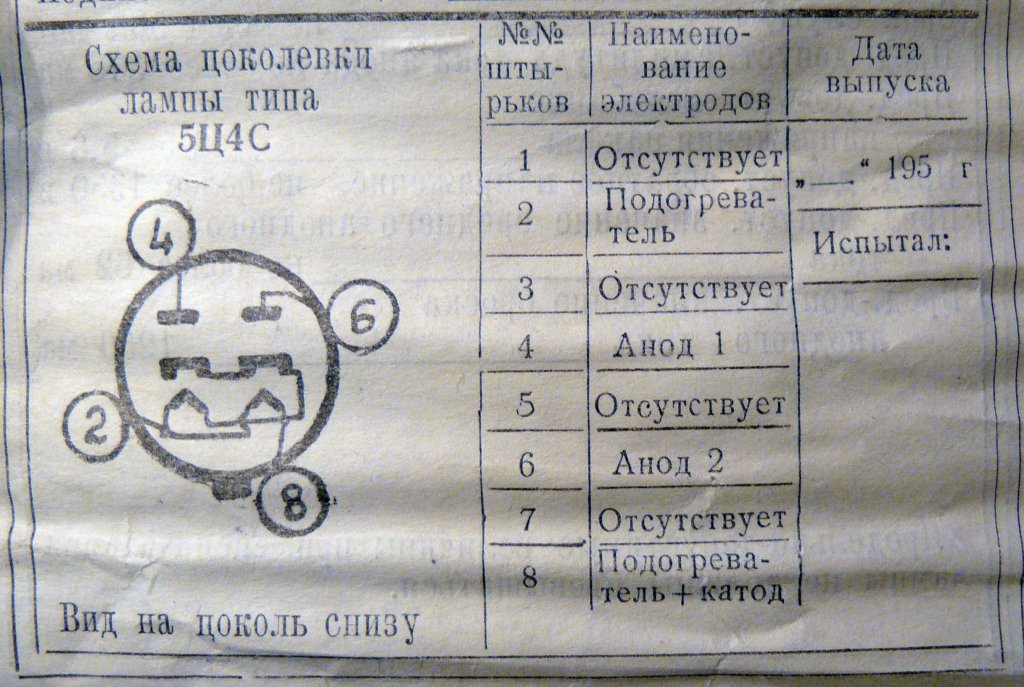 Схема цоколевки
лампы типа
5Ц4С
4
6
2
8
Вид на цоколь снизу
№№
шты-
рьков
Наимено-
вание
электродов
Дата
выпуска
1
Отсутствует
2
Подогрева-
тель
3
Отсутствует
4
Анод 1
5
Отсутствует
6
Анод 2
7
Отсутствует
8
Подогрева-
тель + катод
„___“ 195 г
Испытал: